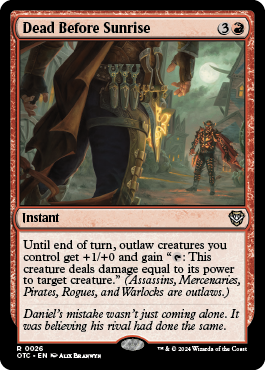 Dead Before Sunrise 3
Instant
Until end of turn, outlaw creatures
you control get +1/+0 and gain “: This
creature deals damage equal to its power
to target creature.” (Assassins, Mercenaries,
Pirates, Rogues, and Warlocks are outlaws.)
Daniel’s mistake wasn’t just coming alone. It
was believing his rival had done the same.
R 0026
OTC • EN Alix Branwyn
™ & © 2024 Wizards of the Coast